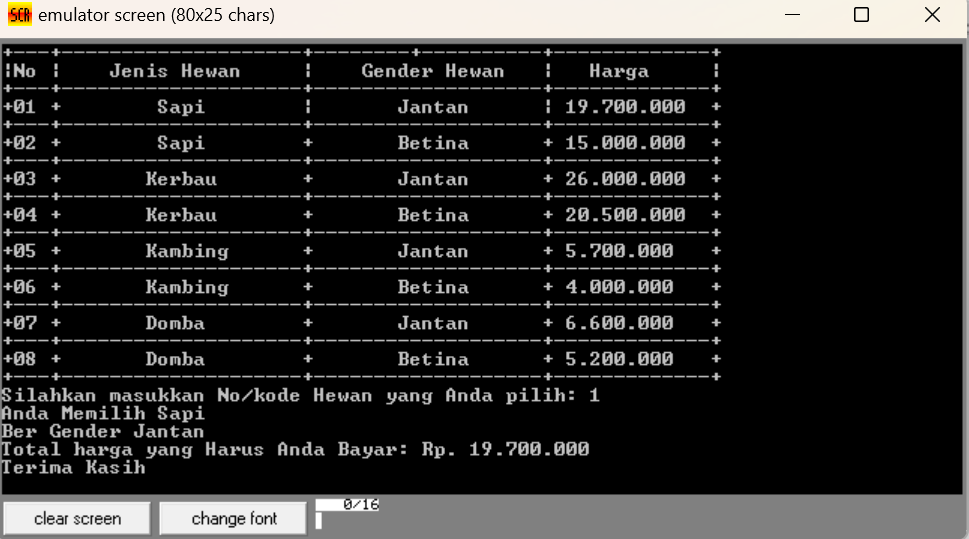 SCR emulator screen (80x25 chars)
+----+--------------------+--------+----------+-------------+
¦No ¦ Jenis Hewan ¦ Gender Hewan ¦ Harga ¦
+----+--------------------+-------------------+-------------+
+01 + Sapi ¦ Jantan ¦ 19.700.000 +
+----+--------------------+-------------------+-------------+
+02 + Sapi + Betina + 15.000.000 +
+----+--------------------+-------------------+-------------+
+03 + Kerbau + Jantan + 26.000.000 +
+----+--------------------+-------------------+-------------+
+04 + Kerbau + Betina + 20.500.000 +
+----+--------------------+-------------------+-------------+
+05 + Kambing + Jantan + 5.700.000 +
+----+--------------------+-------------------+-------------+
+06 + Kambing + Betina + 4.000.000 +
+----+--------------------+-------------------+-------------+
+07 + Domba + Jantan + 6.600.000 +
+----+--------------------+-------------------+-------------+
+08 + Domba + Betina + 5.200.000 +
+----+--------------------+-------------------+-------------+
Silahkan masukkan No/kode Hewan yang Anda pilih: 1
Anda Memilih Sapi
Ber Gender Jantan
Total harga yang Harus Anda Bayar: Rp. 19.700.000
Terima Kasih
clear screen change font 0/16